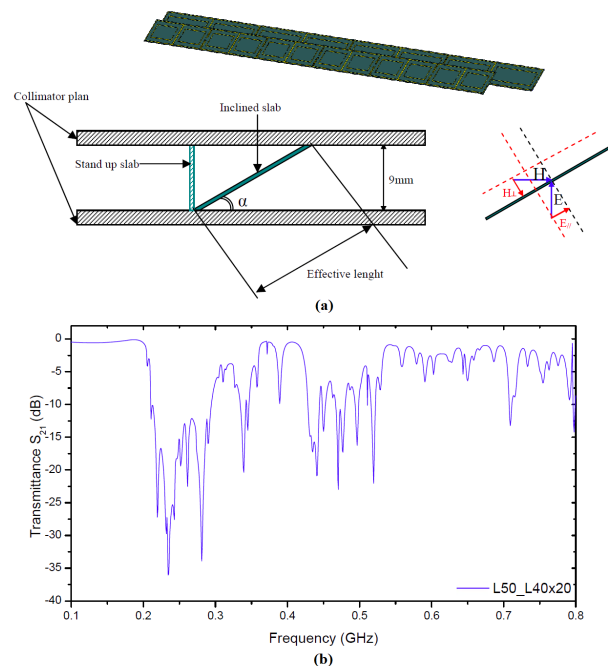 Collimator plan
Inclined slab
Stand up slab
9mm
α
Effective lenght
H
H⊥
E
E//
(a)
Transmittance S21 (dB)
0
-5
-10
-15
-20
-25
-30
-35
-40
L50_L40x20
0.1 0.2 0.3 0.4 0.5 0.6 0.7 0.8
Frequency (GHz)
(b)